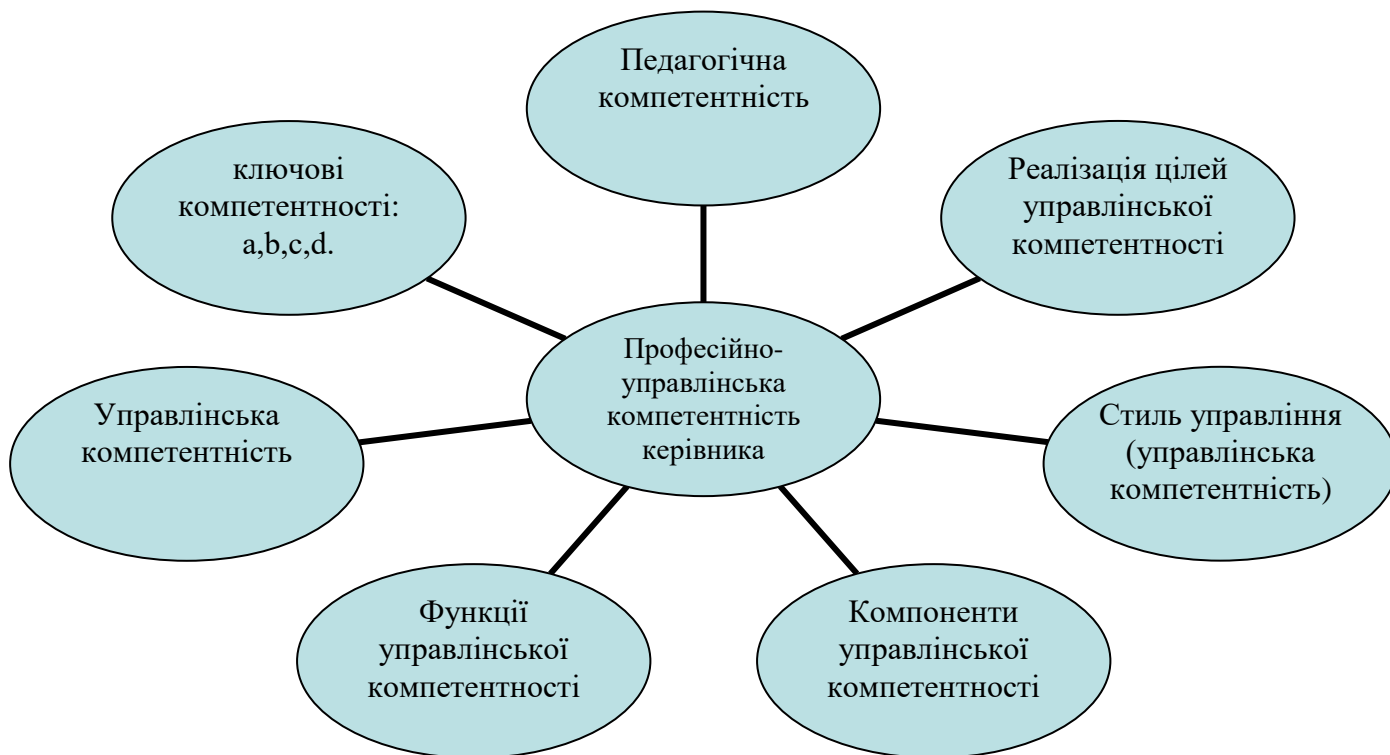 Педагогічна
компетентність
ключові
компетентності:
a,b,c,d.
Реалізація цілей
управлінської
компетентності
Професійно-
управлінська
компетентність
керівника
Управлінська
компетентність
Стиль управління
(управлінська
компетентність)
Функції
управлінської
компетентності
Компоненти
управлінської
компетентності